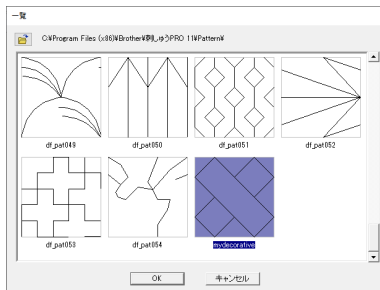 一覧
C:¥Program Files (x86)¥Brother¥刺しゅうPRO 11¥Pattern¥
df_pat049
df_pat050
df_pat051
df_pat052
df_pat053
df_pat054
mydecorative
OK
キャンセル